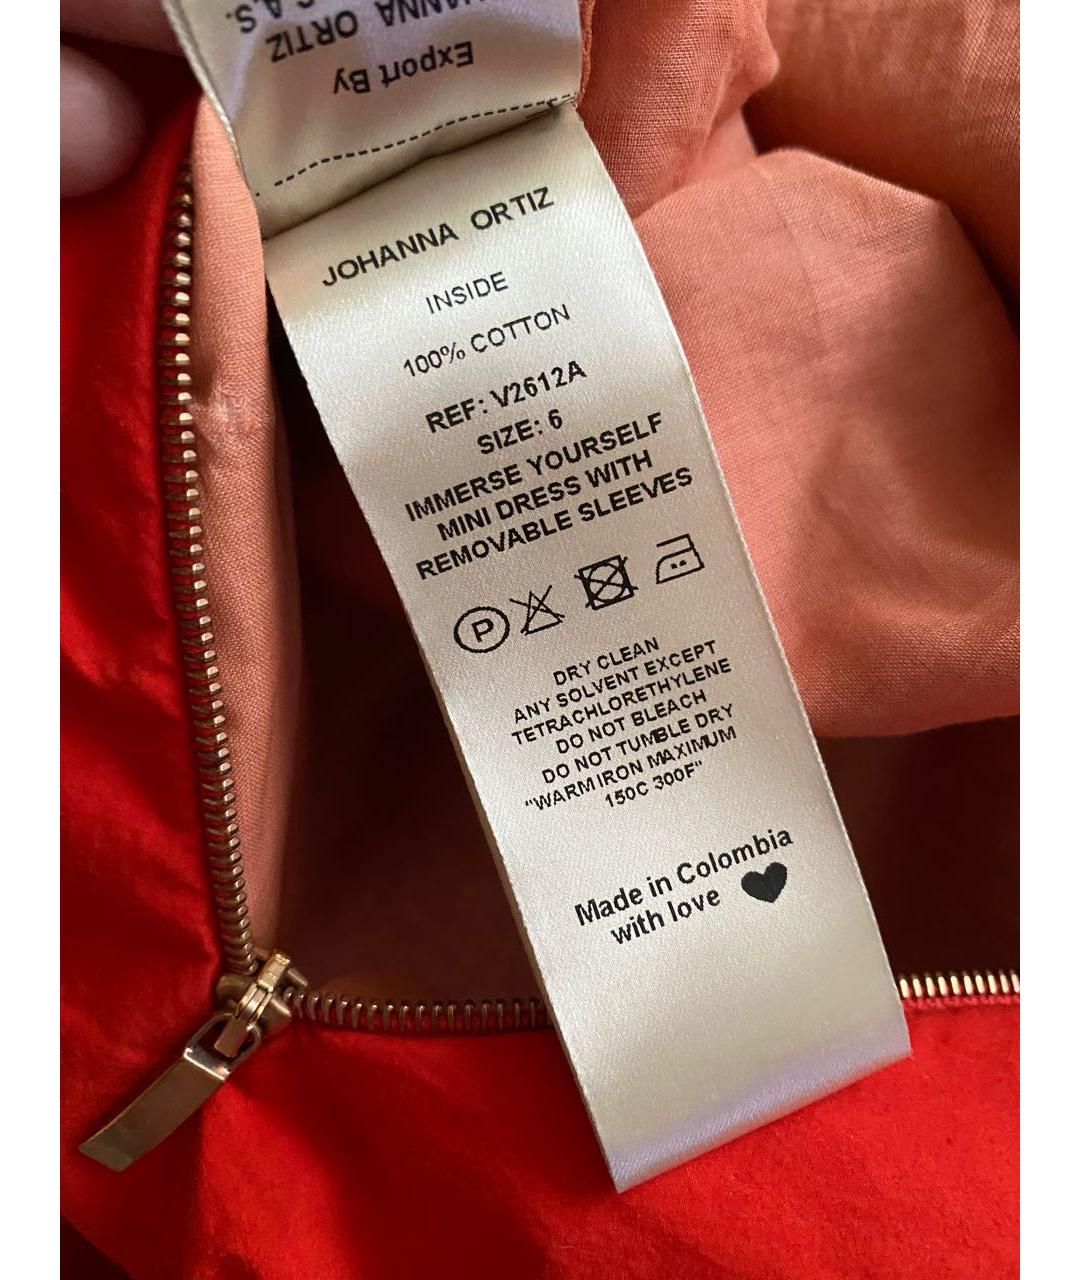 Export By
JOHANNA ORTIZ
S.A.S.
JOHANNA ORTIZ
INSIDE
100% COTTON
REF: V2612A
SIZE: 6
IMMERSE YOURSELF
MINI DRESS WITH
REMOVABLE SLEEVES
P
DRY CLEAN
ANY SOLVENT EXCEPT
TETRACHLORETHYLENE
DO NOT BLEACH
DO NOT TUMBLE DRY
"WARM IRON MAXIMUM
150C 300F"
Made in Colombia
with love